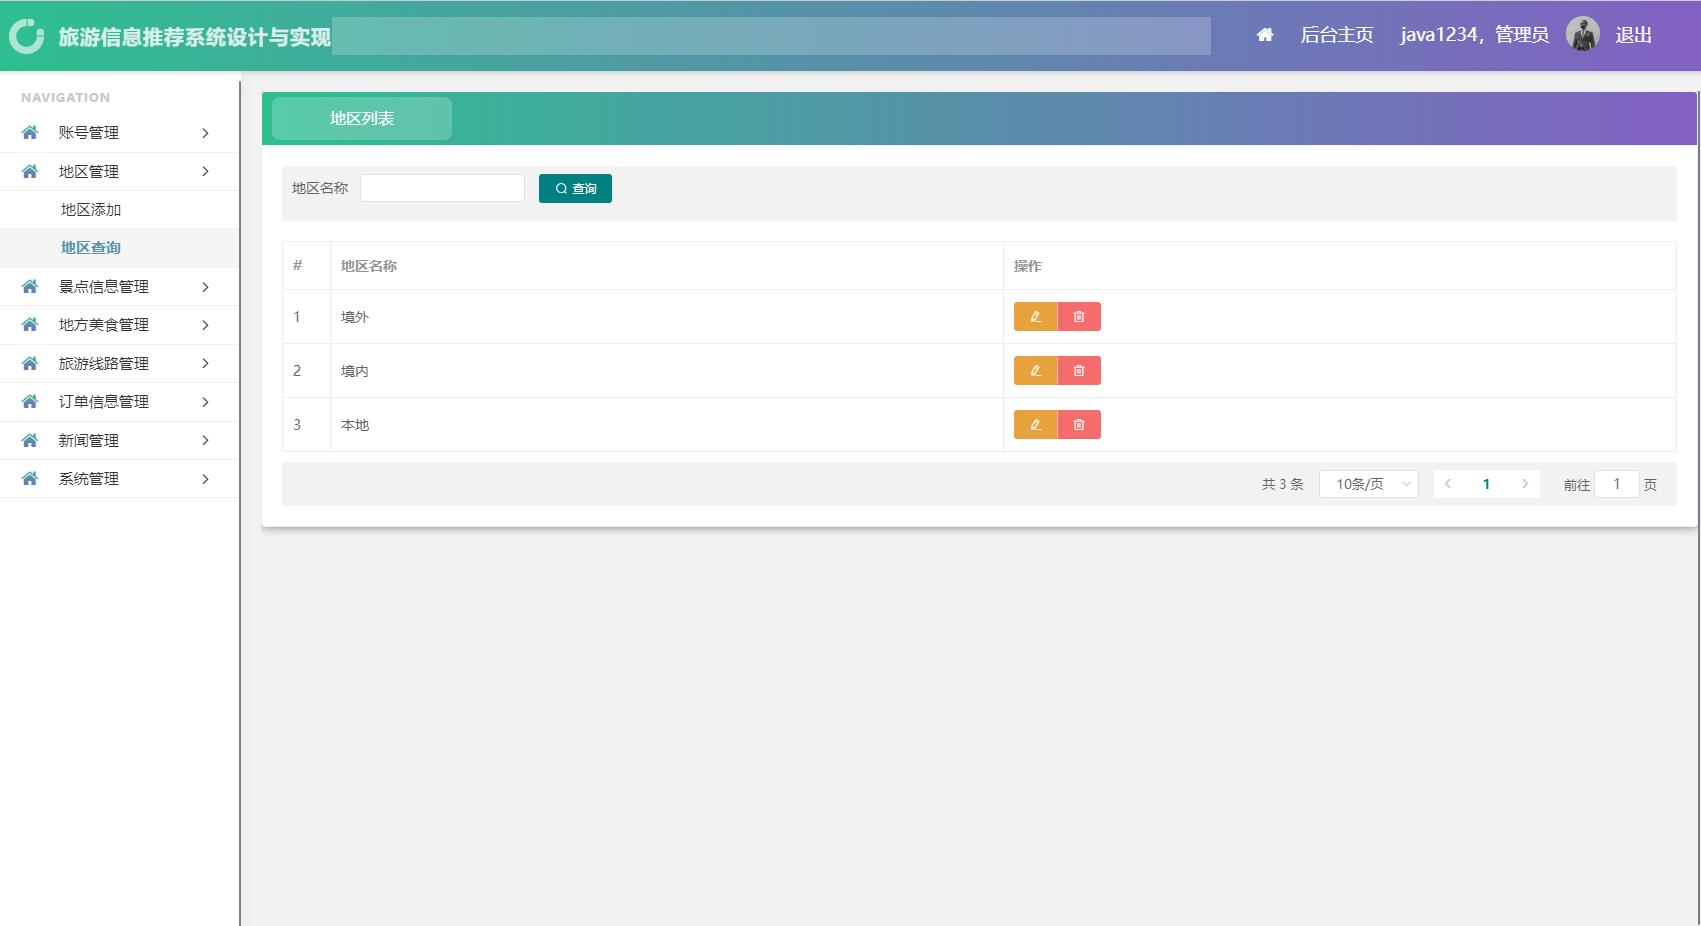 旅游信息推荐系统设计与实现
后台主页
java1234，管理员
退出
NAVIGATION
账号管理
地区管理
地区添加
地区查询
景点信息管理
地方美食管理
旅游线路管理
订单信息管理
新闻管理
系统管理
地区列表
地区名称
查询
# 地区名称 操作
1 境外
2 境内
3 本地
共 3 条 10条/页 1 前往 1 页